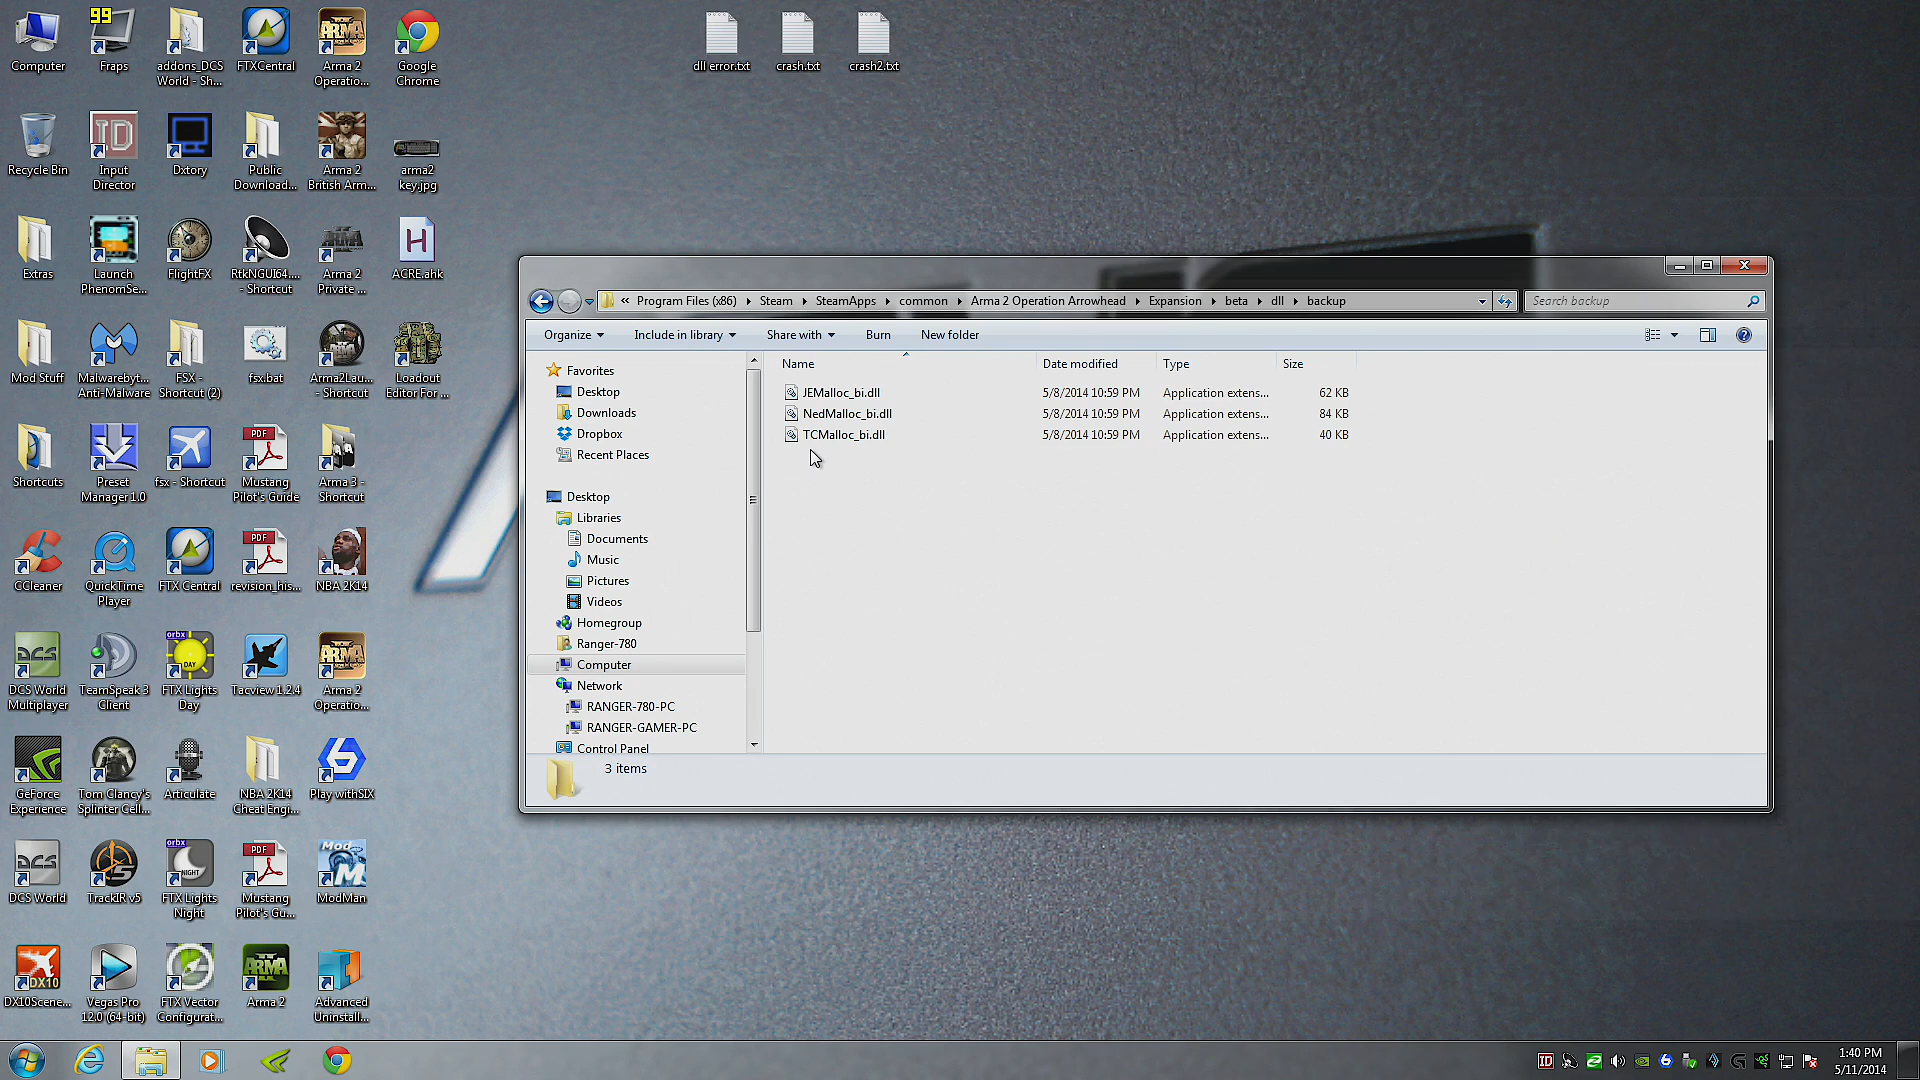 99
Computer
Fraps
addons_DCS
World - Sh...
FTXCentral
Arma 2
Operatio...
Google
Chrome
dll error.txt
crash.txt
crash2.txt
Recycle Bin
Input
Director
Dxtory
Public
Download...
Arma 2
British Arm...
arma2
key.jpg
Extras
Launch
PhenomSe...
FlightFX
RtkNGUI64....
- Shortcut
Arma 2
Private ...
ACRE.ahk
Mod Stuff
Malwarebyt...
Anti-Malware
FSX -
Shortcut (2)
fsx.bat
Arma2Lau...
- Shortcut
Loadout
Editor For ...
Shortcuts
Preset
Manager 1.0
fsx - Shortcut
Mustang
Pilot's Guide
Arma 3 -
Shortcut
CCleaner
QuickTime
Player
FTX Central
revision_his...
NBA 2K14
DCS World
Multiplayer
TeamSpeak 3
Client
FTX Lights
Day
Tacview 1.2.4
Arma 2
Operatio...
GeForce
Experience
Tom Clancy's
Splinter Cell...
Articulate
NBA 2K14
Cheat Engi...
Play withSIX
DCS World
TrackIR v5
FTX Lights
Night
Mustang
Pilot's Gu...
ModMan
DX10Scene...
Vegas Pro
12.0 (64-bit)
FTX Vector
Configurat...
Arma 2
Advanced
Uninstall...
« Program Files (x86) Steam SteamApps common Arma 2 Operation Arrowhead Expansion beta dll backup
Search backup
Organize Include in library Share with Burn New folder
Favorites
Desktop
Downloads
Dropbox
Recent Places
Desktop
Libraries
Documents
Music
Pictures
Videos
Homegroup
Ranger-780
Computer
Network
RANGER-780-PC
RANGER-GAMER-PC
Control Panel
Name Date modified Type Size
JEMalloc_bi.dll 5/8/2014 10:59 PM Application extens... 62 KB
NedMalloc_bi.dll 5/8/2014 10:59 PM Application extens... 84 KB
TCMalloc_bi.dll 5/8/2014 10:59 PM Application extens... 40 KB
3 items
1:40 PM
5/11/2014